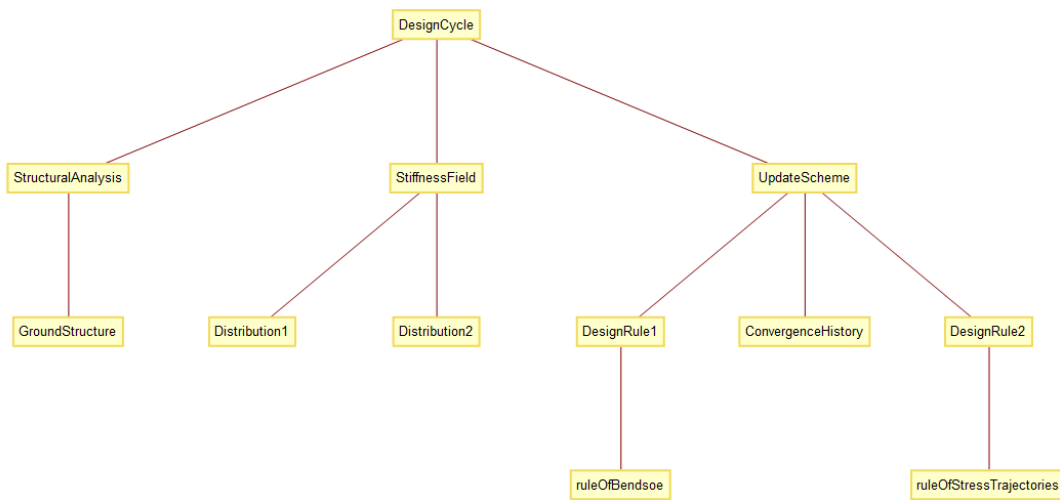 DesignCycle
StructuralAnalysis
StiffnessField
UpdateScheme
GroundStructure
Distribution1
Distribution2
DesignRule1
ConvergenceHistory
DesignRule2
ruleOfBendsoe
ruleOfStressTrajectories